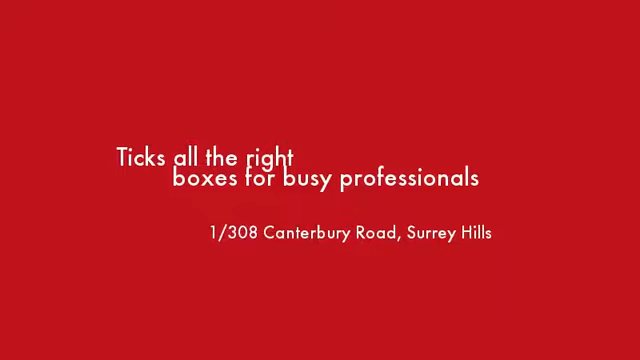 Ticks all the right
boxes for busy professionals
1/308 Canterbury Road, Surrey Hills